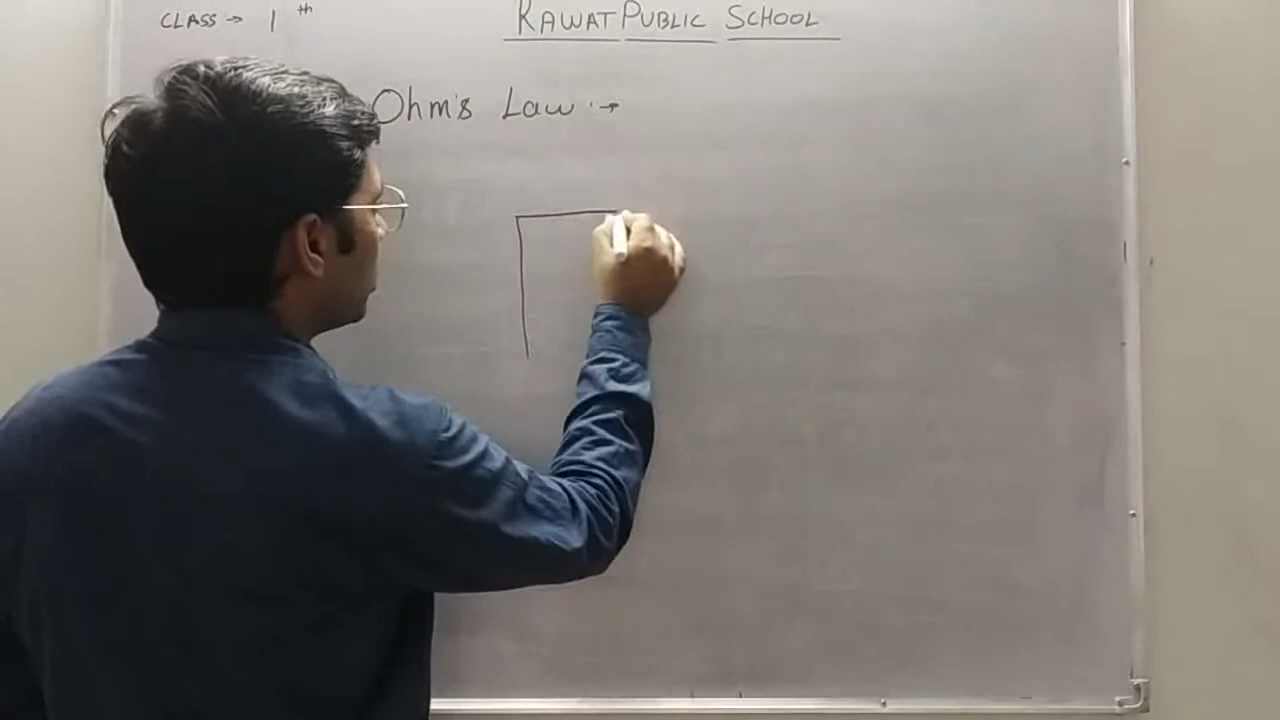 CLASS → 1 th
RAWAT PUBLIC SCHOOL
Ohm's Law :→